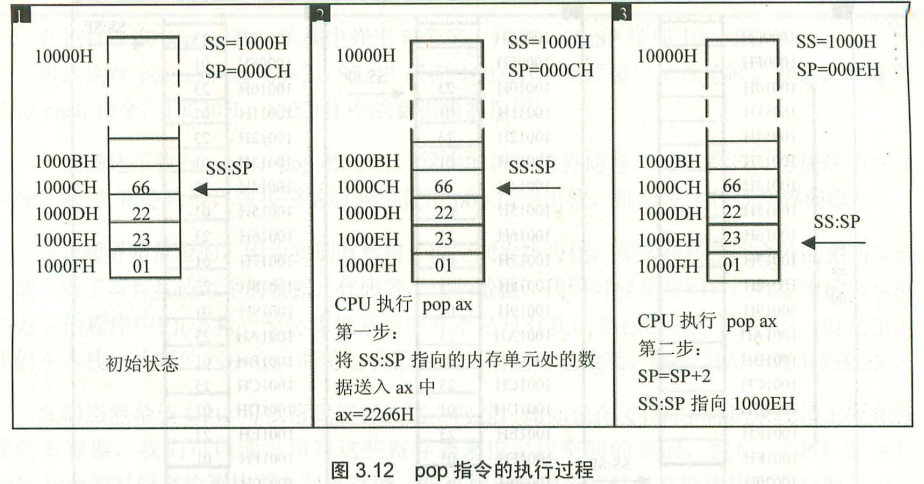 1
10000H
SS=1000H
SP=000CH
1000BH
1000CH 66
SS:SP
1000DH 22
1000EH 23
1000FH 01
初始状态
2
10000H
SS=1000H
SP=000CH
1000BH
1000CH 66
SS:SP
1000DH 22
1000EH 23
1000FH 01
CPU 执行 pop ax
第一步：
将 SS:SP 指向的内存单元处的数
据送入 ax 中
ax=2266H
3
10000H
SS=1000H
SP=000EH
1000BH
1000CH 66
1000DH 22
SS:SP
1000EH 23
1000FH 01
CPU 执行 pop ax
第二步：
SP=SP+2
SS:SP 指向 1000EH
图 3.12 pop 指令的执行过程